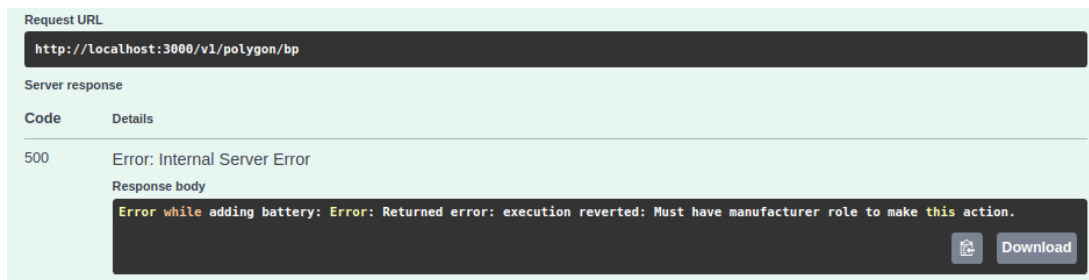 Request URL
http://localhost:3000/v1/polygon/bp
Server response
Code Details
500 Error: Internal Server Error
Response body
Error while adding battery: Error: Returned error: execution reverted: Must have manufacturer role to make this action.
Download